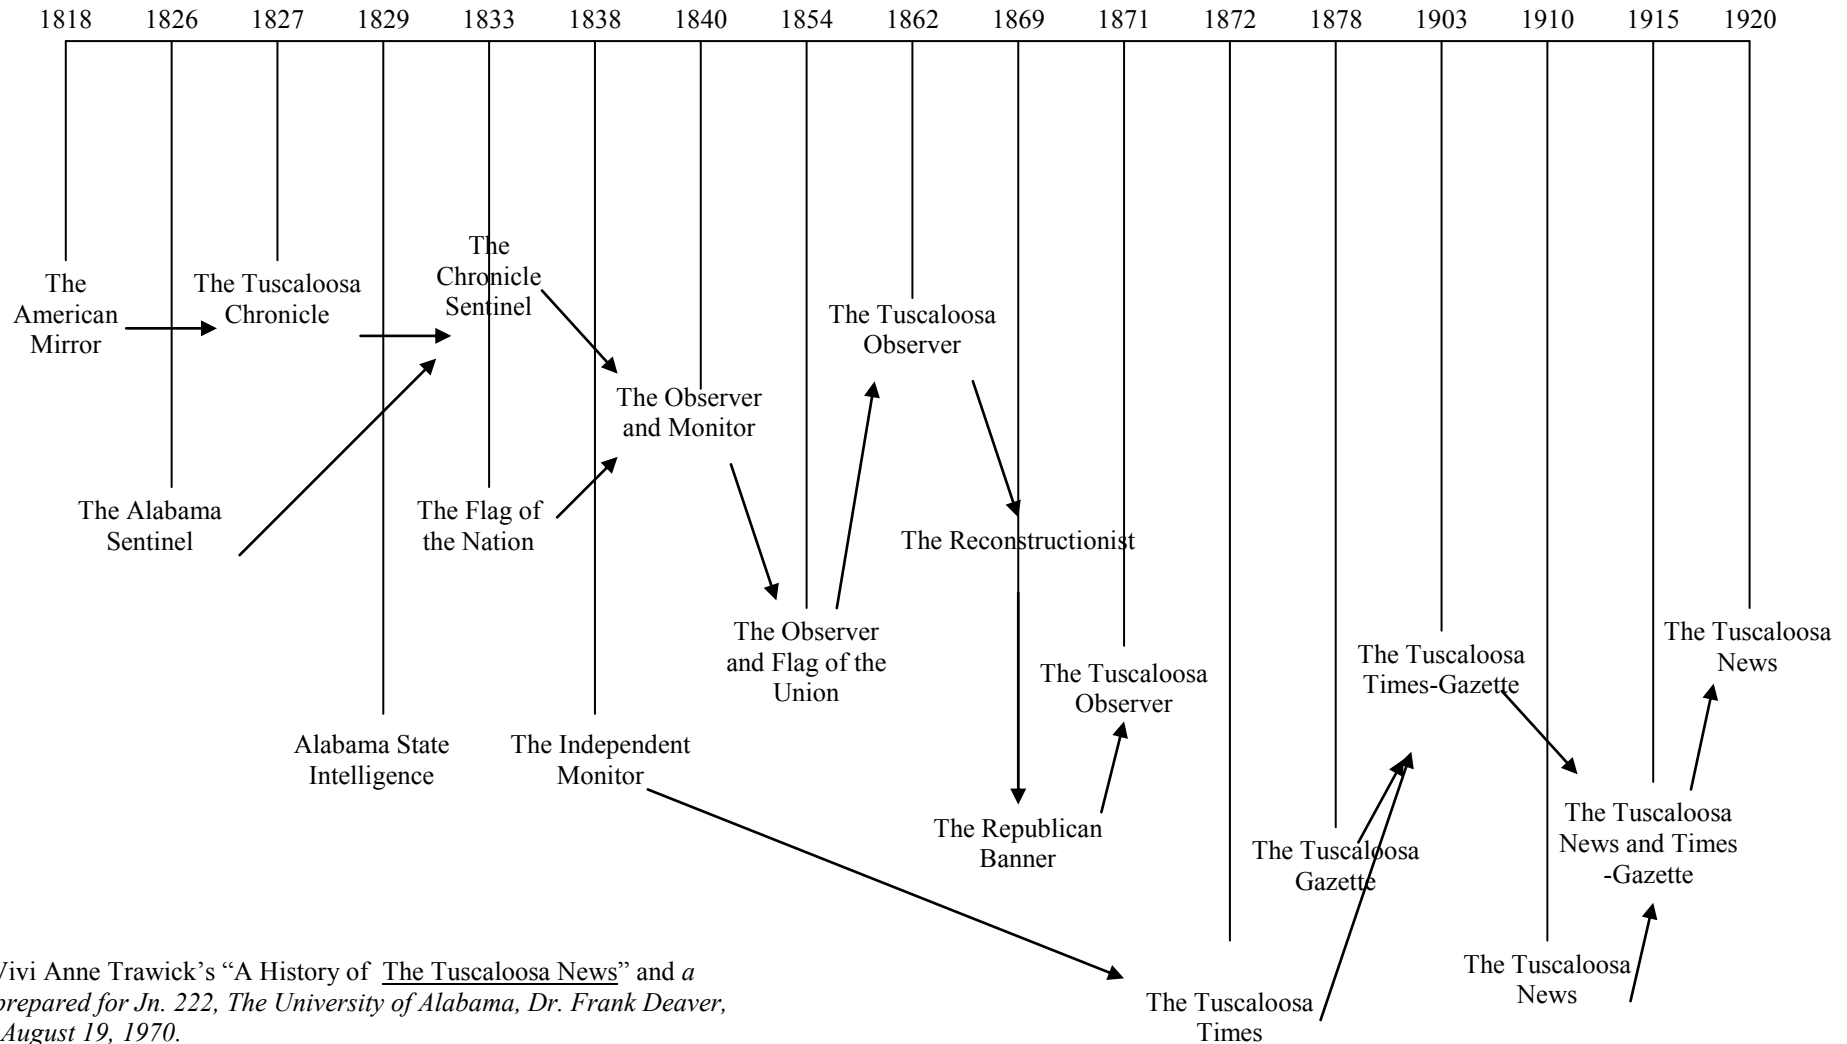 1818 1826 1827 1829 1833 1838 1840 1854 1862 1869 1871 1872 1878 1903 1910 1915 1920
The
American
Mirror
The Alabama
Sentinel
The Tuscaloosa
Chronicle
Alabama State
Intelligence
The
Chronicle
Sentinel
The Flag of
the Nation
The Independent
Monitor
The Observer
and Monitor
The Observer
and Flag of the
Union
The Tuscaloosa
Observer
The Reconstructionist
The Republican
Banner
The Tuscaloosa
Observer
The Tuscaloosa
Times
The Tuscaloosa
Gazette
The Tuscaloosa
Times-Gazette
The Tuscaloosa
News
The Tuscaloosa
News and Times
-Gazette
The Tuscaloosa
News
Vivi Anne Trawick’s “A History of The Tuscaloosa News” and a
prepared for Jn. 222, The University of Alabama, Dr. Frank Deaver,
August 19, 1970.